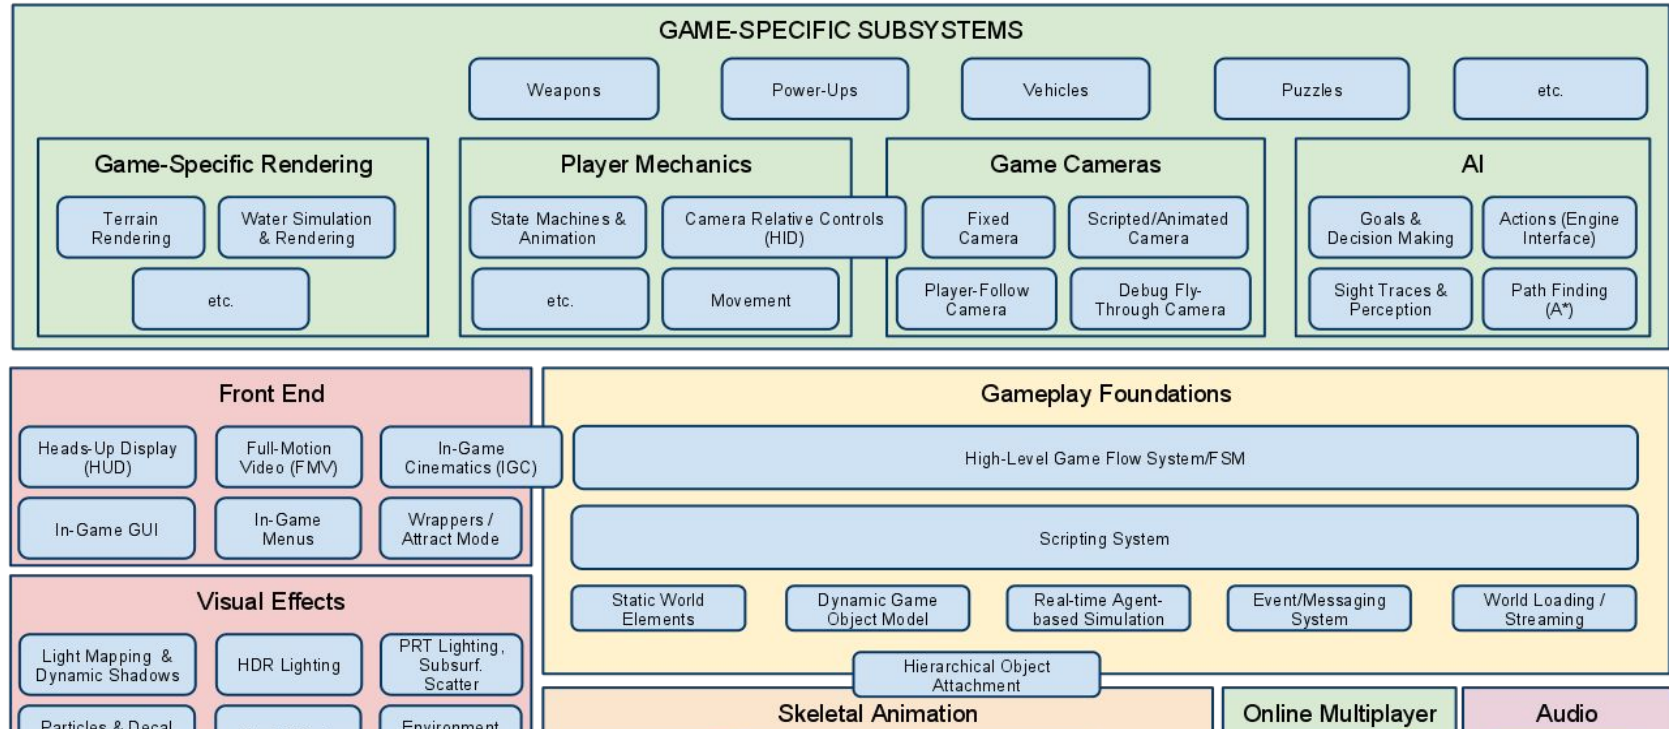 GAME-SPECIFIC SUBSYSTEMS
Weapons
Power-Ups
Vehicles
Puzzles
etc.
Game-Specific Rendering
Terrain
Rendering
Water Simulation
& Rendering
etc.
Player Mechanics
State Machines &
Animation
Camera Relative Controls
(HID)
etc.
Movement
Game Cameras
Fixed
Camera
Scripted/Animated
Camera
Player-Follow
Camera
Debug Fly-
Through Camera
AI
Goals &
Decision Making
Actions (Engine
Interface)
Sight Traces &
Perception
Path Finding
(A*)
Front End
Heads-Up Display
(HUD)
Full-Motion
Video (FMV)
In-Game
Cinematics (IGC)
In-Game GUI
In-Game
Menus
Wrappers /
Attract Mode
Gameplay Foundations
High-Level Game Flow System/FSM
Scripting System
Static World
Elements
Dynamic Game
Object Model
Real-time Agent-
based Simulation
Event/Messaging
System
World Loading /
Streaming
Hierarchical Object
Attachment
Visual Effects
Light Mapping &
Dynamic Shadows
HDR Lighting
PRT Lighting,
Subsurf.
Scatter
Particles & Decal
Environment
Skeletal Animation
Online Multiplayer
Audio